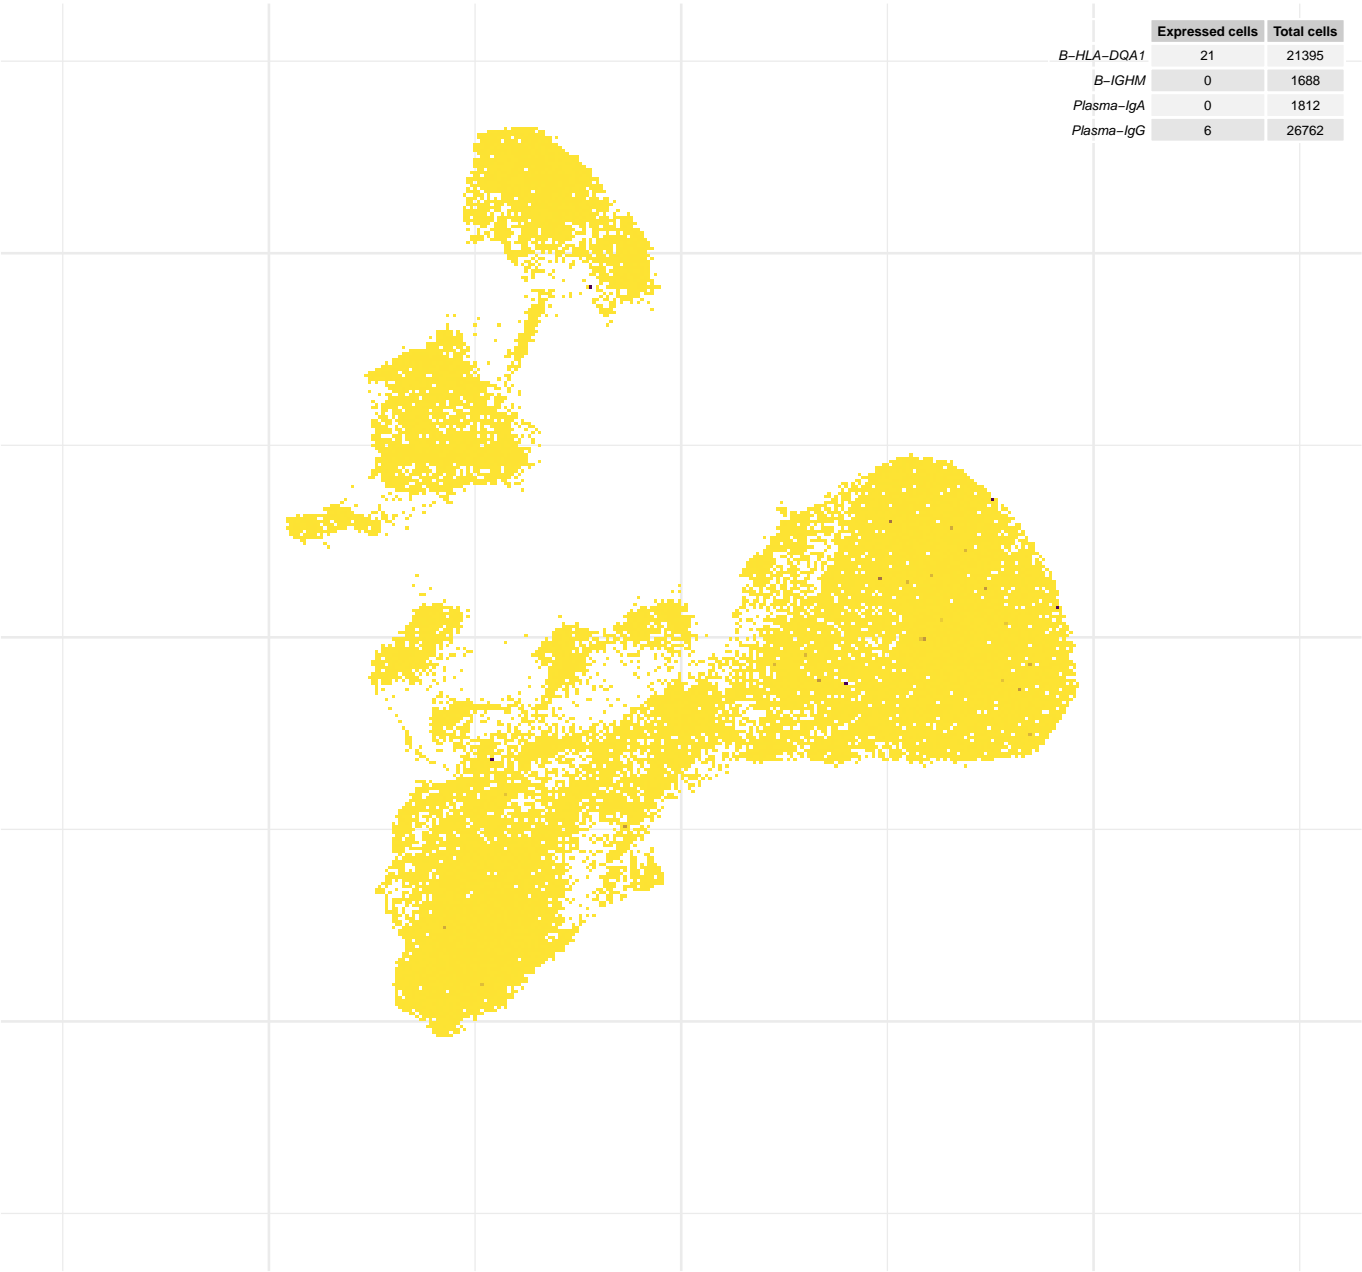 Expressed cells Total cells
B−HLA−DQA1 21 21395
B−IGHM 0 1688
Plasma−IgA 0 1812
Plasma−IgG 6 26762